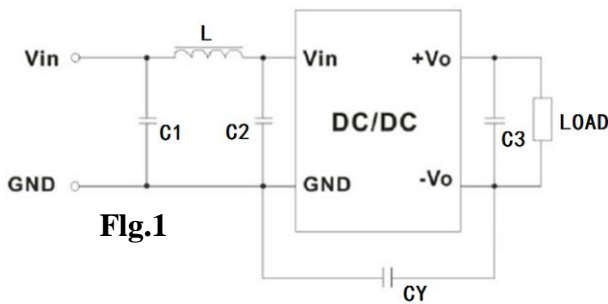 L
Vin
Vin
+Vo
C1
C2
DC/DC
C3
LOAD
GND
GND
-Vo
Flg.1
CY